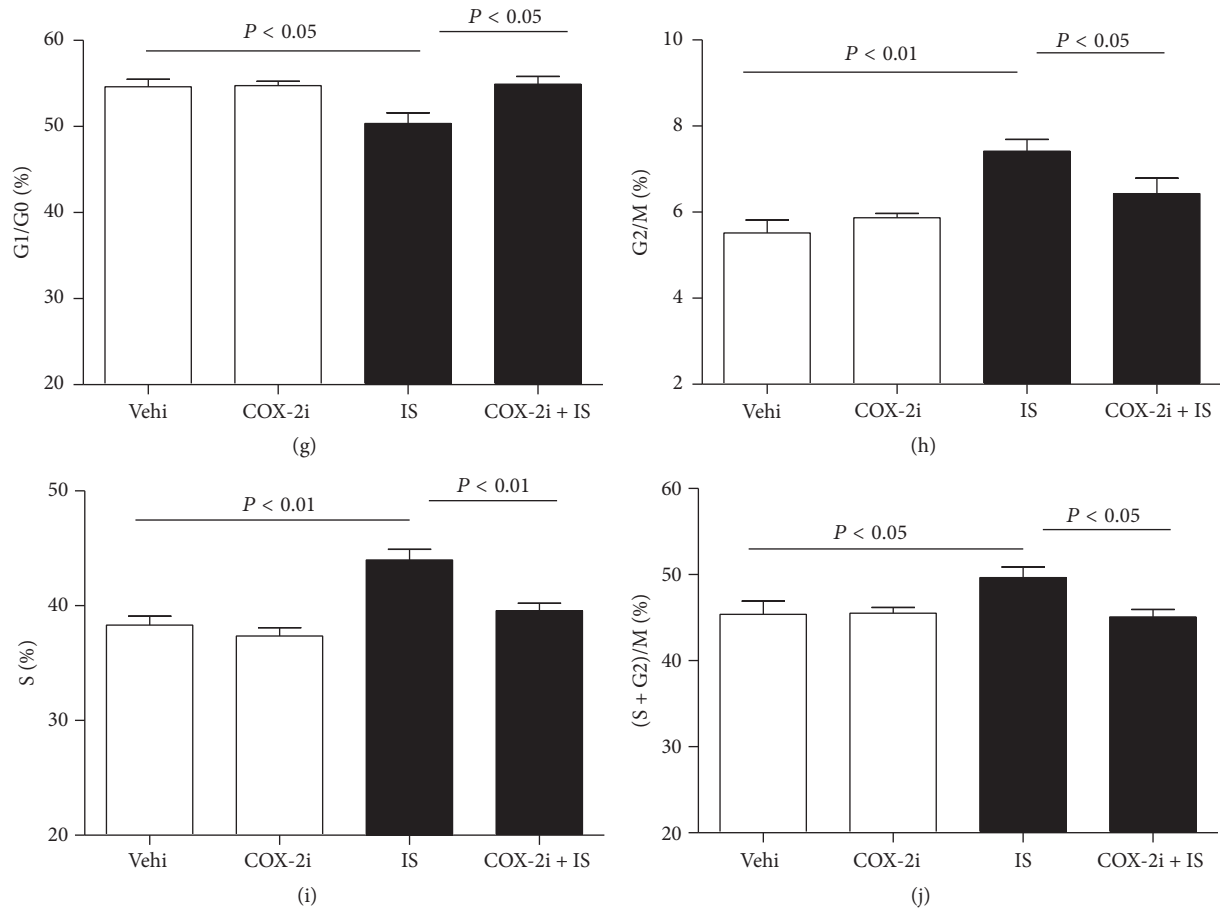 P < 0.05
P < 0.05
60
50
40
30
20
G1/G0 (%)
Vehi
COX-2i
IS
COX-2i + IS
(g)
P < 0.01
P < 0.05
10
8
6
4
2
G2/M (%)
Vehi
COX-2i
IS
COX-2i + IS
(h)
P < 0.01
P < 0.01
50
40
30
20
S (%)
Vehi
COX-2i
IS
COX-2i + IS
(i)
P < 0.05
P < 0.05
60
50
40
30
20
(S + G2)/M (%)
Vehi
COX-2i
IS
COX-2i + IS
(j)